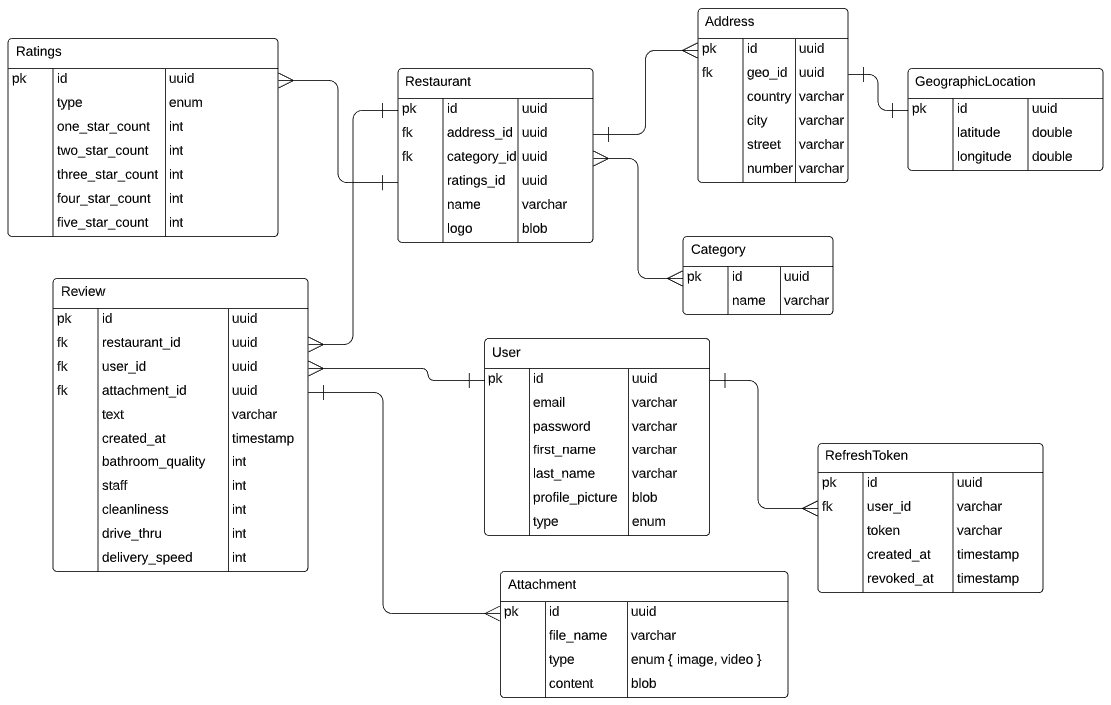 Address
pk id uuid
fk geo_id uuid
country varchar
city varchar
street varchar
number varchar
Ratings
pk id uuid
type enum
one_star_count int
two_star_count int
three_star_count int
four_star_count int
five_star_count int
Restaurant
pk id uuid
fk address_id uuid
fk category_id uuid
ratings_id uuid
name varchar
logo blob
GeographicLocation
pk id uuid
latitude double
longitude double
Category
pk id uuid
name varchar
Review
pk id uuid
fk restaurant_id uuid
fk user_id uuid
fk attachment_id uuid
text varchar
created_at timestamp
bathroom_quality int
staff int
cleanliness int
drive_thru int
delivery_speed int
User
pk id uuid
email varchar
password varchar
first_name varchar
last_name varchar
profile_picture blob
type enum
RefreshToken
pk id uuid
fk user_id varchar
token varchar
created_at timestamp
revoked_at timestamp
Attachment
pk id uuid
file_name varchar
type enum { image, video }
content blob